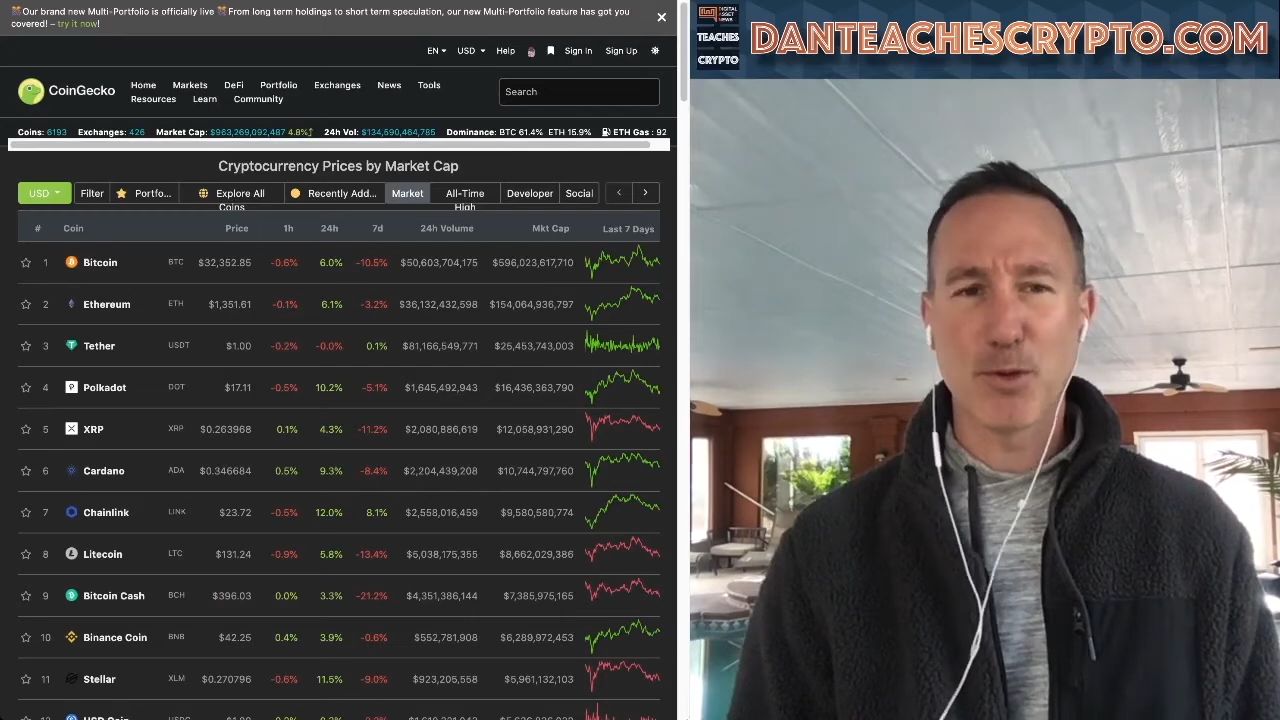 🎊Our brand new Multi-Portfolio is officially live 🎊From long term holdings to short term speculation, our new Multi-Portfolio feature has got you
covered! – try it now!
EN USD Help Sign In Sign Up
DIGITAL ASSET NEWS
TEACHES
CRYPTO
DANTEACHESCRYPTO.COM
CoinGecko
Home Markets DeFi Portfolio Exchanges News Tools
Resources Learn Community
Search
Coins: 6193 Exchanges: 426 Market Cap: $963,269,092,487 4.8% 24h Vol: $134,590,464,785 Dominance: BTC 61.4% ETH 15.9% ETH Gas : 92
Cryptocurrency Prices by Market Cap
USD Filter Portfo... Explore All Coins Recently Add... Market All-Time High Developer Social
# Coin Price 1h 24h 7d 24h Volume Mkt Cap Last 7 Days
1 Bitcoin BTC $32,352.85 -0.6% 6.0% -10.5% $50,603,704,175 $596,023,617,710
2 Ethereum ETH $1,351.61 -0.1% 6.1% -3.2% $36,132,432,598 $154,064,936,797
3 Tether USDT $1.00 -0.2% -0.0% 0.1% $81,166,549,771 $25,453,743,003
4 Polkadot DOT $17.11 -0.5% 10.2% -5.1% $1,645,492,943 $16,436,363,790
5 XRP XRP $0.263968 0.1% 4.3% -11.2% $2,080,886,619 $12,058,931,290
6 Cardano ADA $0.346684 0.5% 9.3% -8.4% $2,204,439,208 $10,744,797,760
7 Chainlink LINK $23.72 -0.5% 12.0% 8.1% $2,558,016,459 $9,580,580,774
8 Litecoin LTC $131.24 -0.9% 5.8% -13.4% $5,038,175,355 $8,662,029,386
9 Bitcoin Cash BCH $396.03 0.0% 3.3% -21.2% $4,351,386,144 $7,385,975,165
10 Binance Coin BNB $42.25 0.4% 3.9% -0.6% $552,781,908 $6,289,972,453
11 Stellar XLM $0.270796 -0.6% 11.5% -9.0% $923,205,558 $5,961,132,103